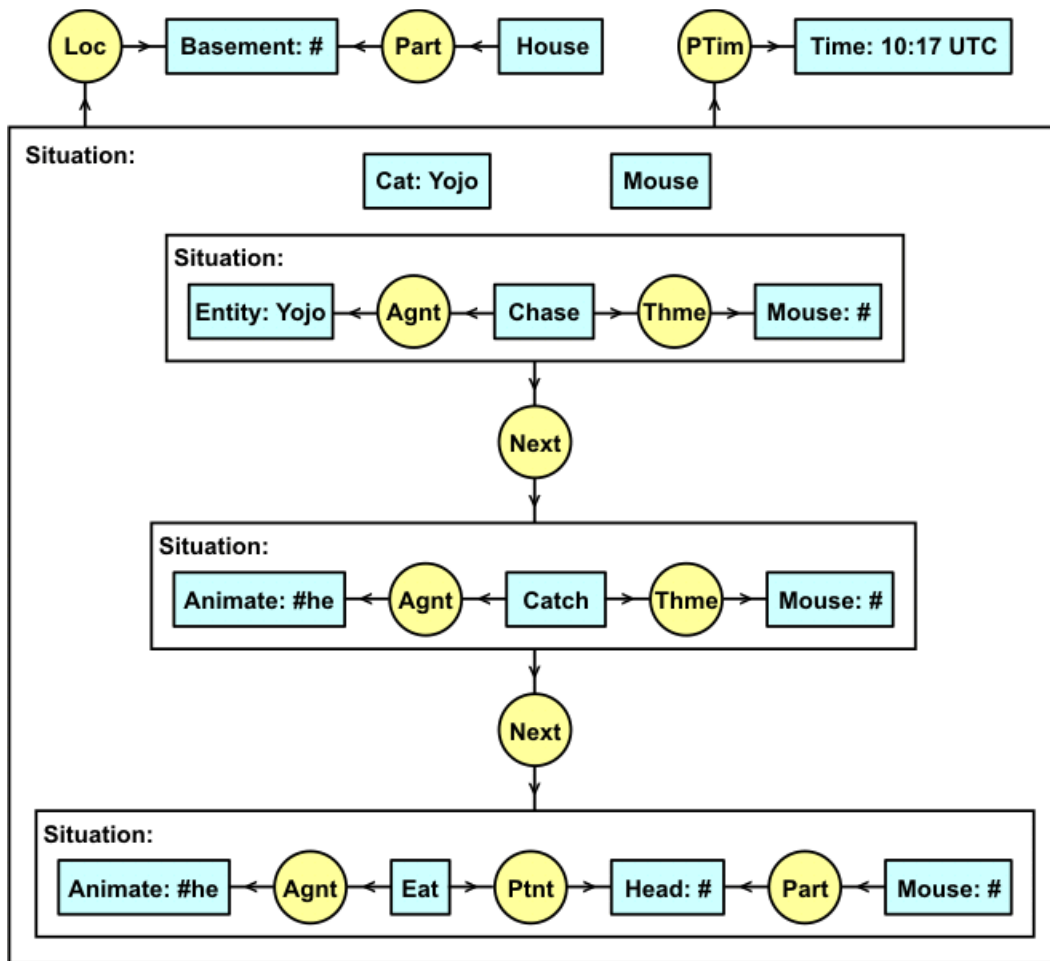 Loc Basement: # Part House PTim Time: 10:17 UTC
Situation:
Cat: Yojo Mouse
Situation:
Entity: Yojo Agnt Chase Thme Mouse: #
Next
Situation:
Animate: #he Agnt Catch Thme Mouse: #
Next
Situation:
Animate: #he Agnt Eat Ptnt Head: # Part Mouse: #